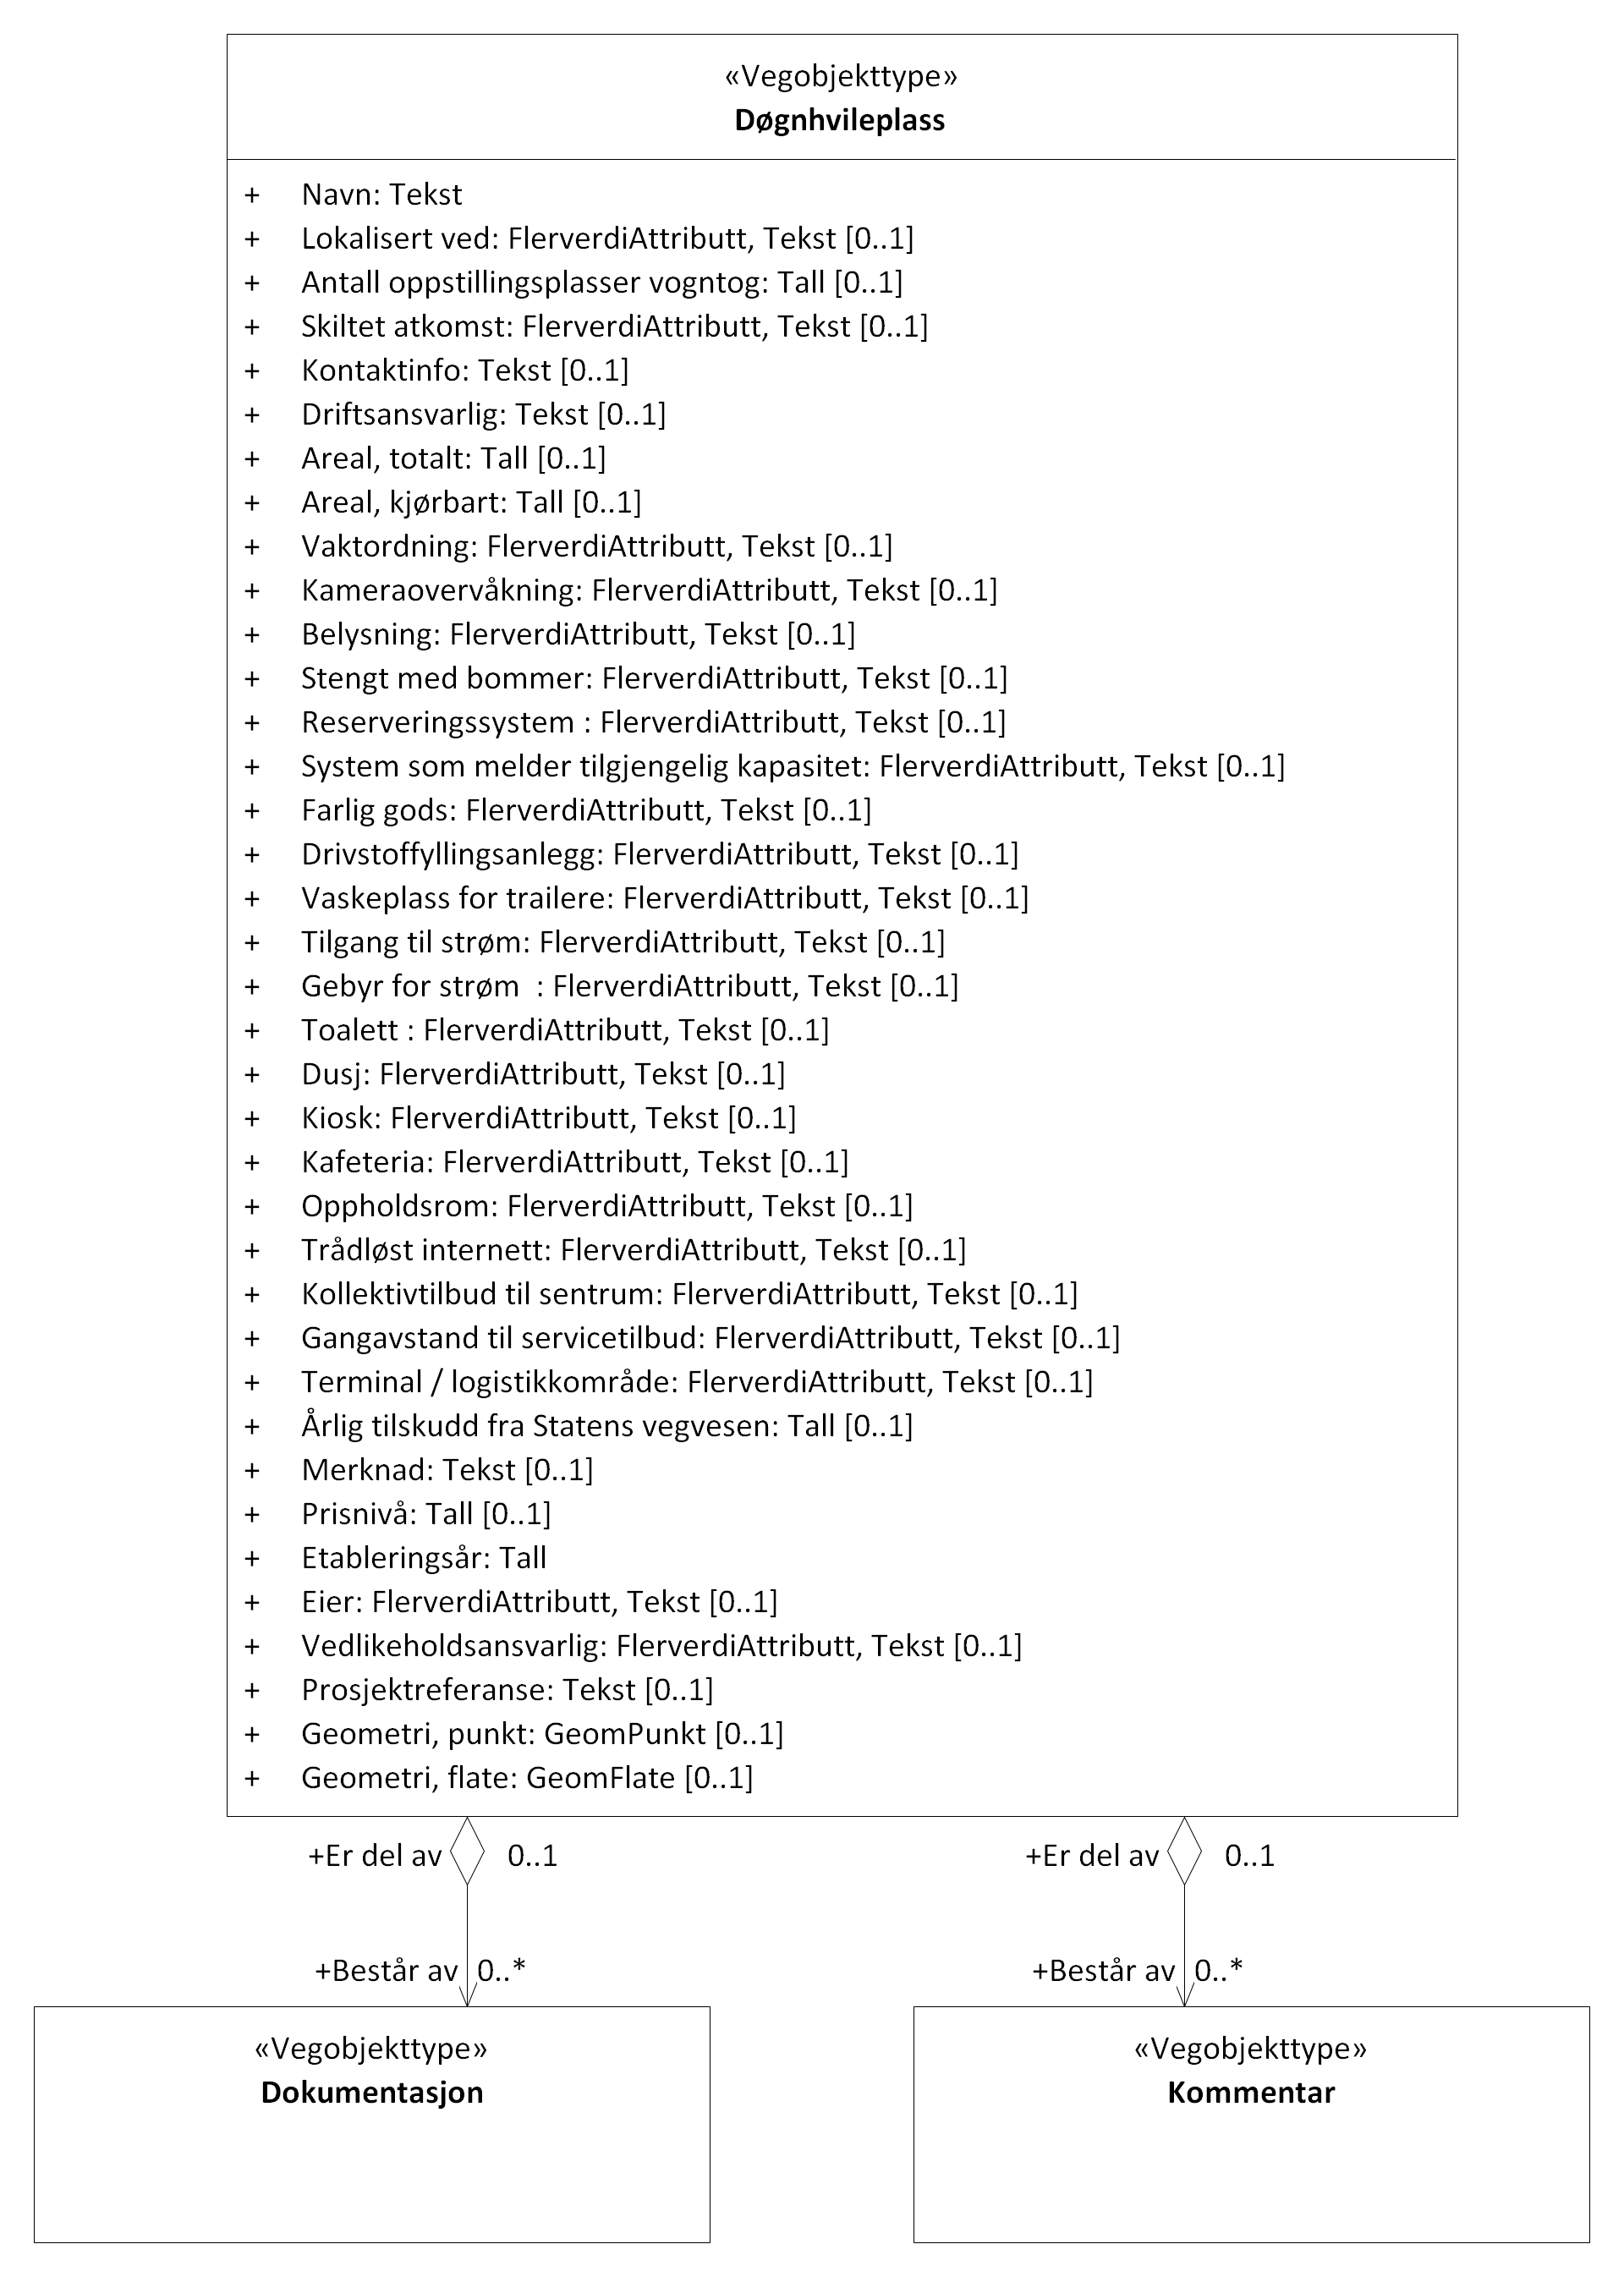 «Vegobjekttype»
Døgnhvileplass
+ Navn: Tekst
+ Lokalisert ved: FlerverdiAttributt, Tekst [0..1]
+ Antall oppstillingsplasser vogntog: Tall [0..1]
+ Skiltet atkomst: FlerverdiAttributt, Tekst [0..1]
+ Kontaktinfo: Tekst [0..1]
+ Driftsansvarlig: Tekst [0..1]
+ Areal, totalt: Tall [0..1]
+ Areal, kjørbart: Tall [0..1]
+ Vaktordning: FlerverdiAttributt, Tekst [0..1]
+ Kameraovervåkning: FlerverdiAttributt, Tekst [0..1]
+ Belysning: FlerverdiAttributt, Tekst [0..1]
+ Stengt med bommer: FlerverdiAttributt, Tekst [0..1]
+ Reserveringssystem : FlerverdiAttributt, Tekst [0..1]
+ System som melder tilgjengelig kapasitet: FlerverdiAttributt, Tekst [0..1]
+ Farlig gods: FlerverdiAttributt, Tekst [0..1]
+ Drivstoffyllingsanlegg: FlerverdiAttributt, Tekst [0..1]
+ Vaskeplass for trailere: FlerverdiAttributt, Tekst [0..1]
+ Tilgang til strøm: FlerverdiAttributt, Tekst [0..1]
+ Gebyr for strøm  : FlerverdiAttributt, Tekst [0..1]
+ Toalett : FlerverdiAttributt, Tekst [0..1]
+ Dusj: FlerverdiAttributt, Tekst [0..1]
+ Kiosk: FlerverdiAttributt, Tekst [0..1]
+ Kafeteria: FlerverdiAttributt, Tekst [0..1]
+ Oppholdsrom: FlerverdiAttributt, Tekst [0..1]
+ Trådløst internett: FlerverdiAttributt, Tekst [0..1]
+ Kollektivtilbud til sentrum: FlerverdiAttributt, Tekst [0..1]
+ Gangavstand til servicetilbud: FlerverdiAttributt, Tekst [0..1]
+ Terminal / logistikkområde: FlerverdiAttributt, Tekst [0..1]
+ Årlig tilskudd fra Statens vegvesen: Tall [0..1]
+ Merknad: Tekst [0..1]
+ Prisnivå: Tall [0..1]
+ Etableringsår: Tall
+ Eier: FlerverdiAttributt, Tekst [0..1]
+ Vedlikeholdsansvarlig: FlerverdiAttributt, Tekst [0..1]
+ Prosjektreferanse: Tekst [0..1]
+ Geometri, punkt: GeomPunkt [0..1]
+ Geometri, flate: GeomFlate [0..1]
+Er del av 0..1
+Er del av 0..1
+Består av 0..*
+Består av 0..*
«Vegobjekttype»
Dokumentasjon
«Vegobjekttype»
Kommentar